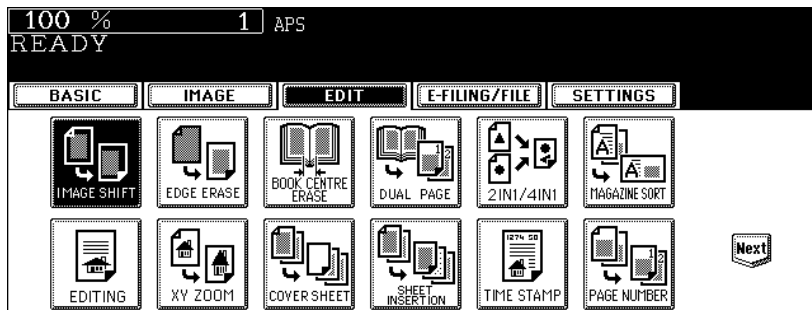 100 % 1 APS
READY
BASIC IMAGE EDIT E-FILING/FILE SETTINGS
IMAGE SHIFT EDGE ERASE BOOK CENTRE ERASE DUAL PAGE 2IN1/4IN1 MAGAZINE SORT
EDITING XY ZOOM COVER SHEET SHEET INSERTION TIME STAMP PAGE NUMBER Next